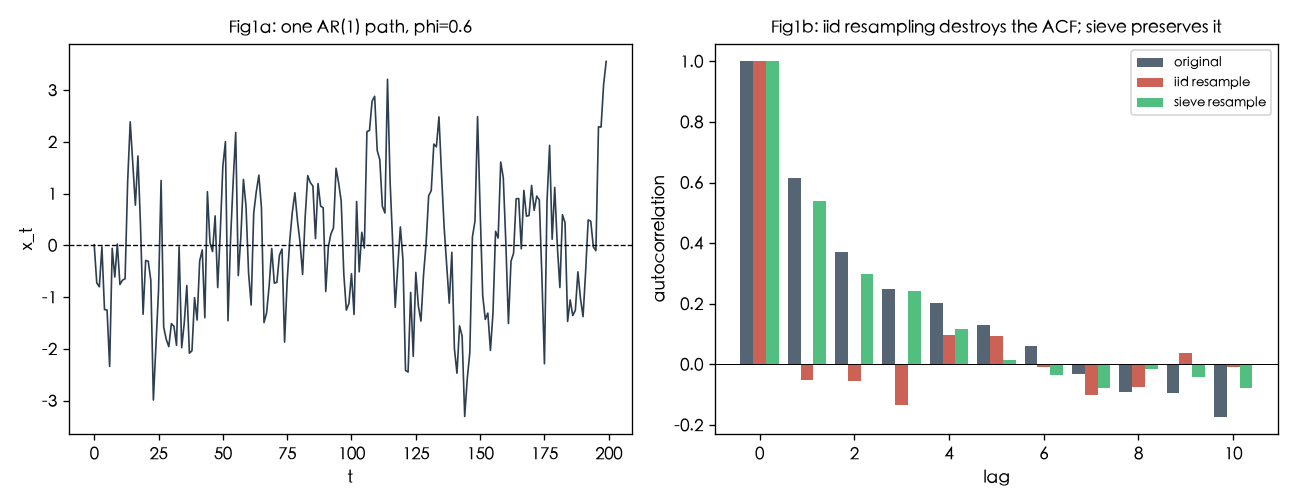 Fig1a: one AR(1) path, phi=0.6
3
2
1
0
-1
-2
-3
x_t
0 25 50 75 100 125 150 175 200
t
Fig1b: iid resampling destroys the ACF; sieve preserves it
original
iid resample
sieve resample
1.0
0.8
0.6
0.4
0.2
0.0
-0.2
autocorrelation
0 2 4 6 8 10
lag